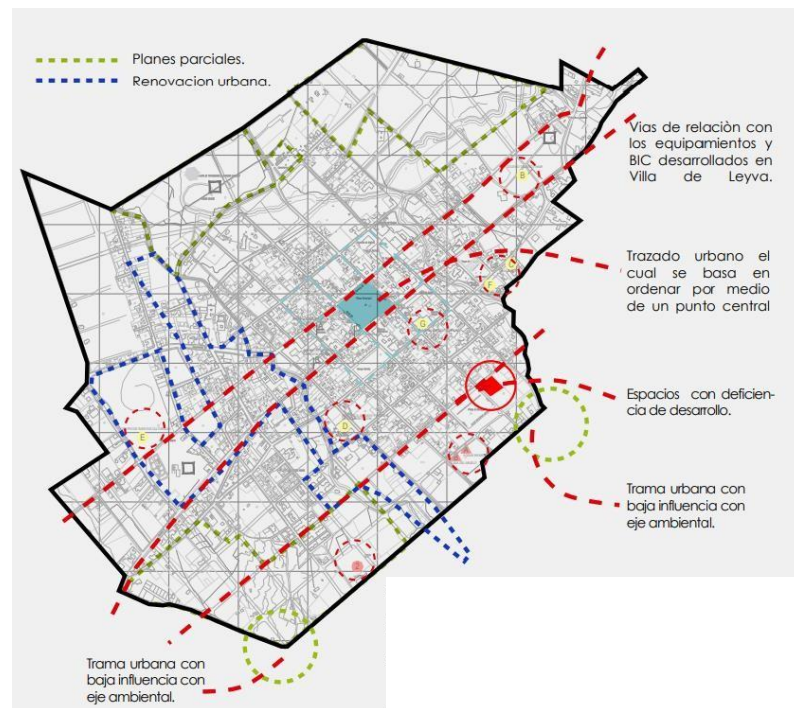 Planes parciales.
Renovacion urbana.
Vias de relaciòn con
los equipamientos y
BIC desarrollados en
Villa de Leyva.
Trazado urbano el
cual se basa en
ordenar por medio
de un punto central
Espacios con deficien-
cia de desarrollo.
Trama urbana con
baja influencia con
eje ambiental.
Trama urbana con
baja influencia con
eje ambiental.
B
C
F
G
D
E
2